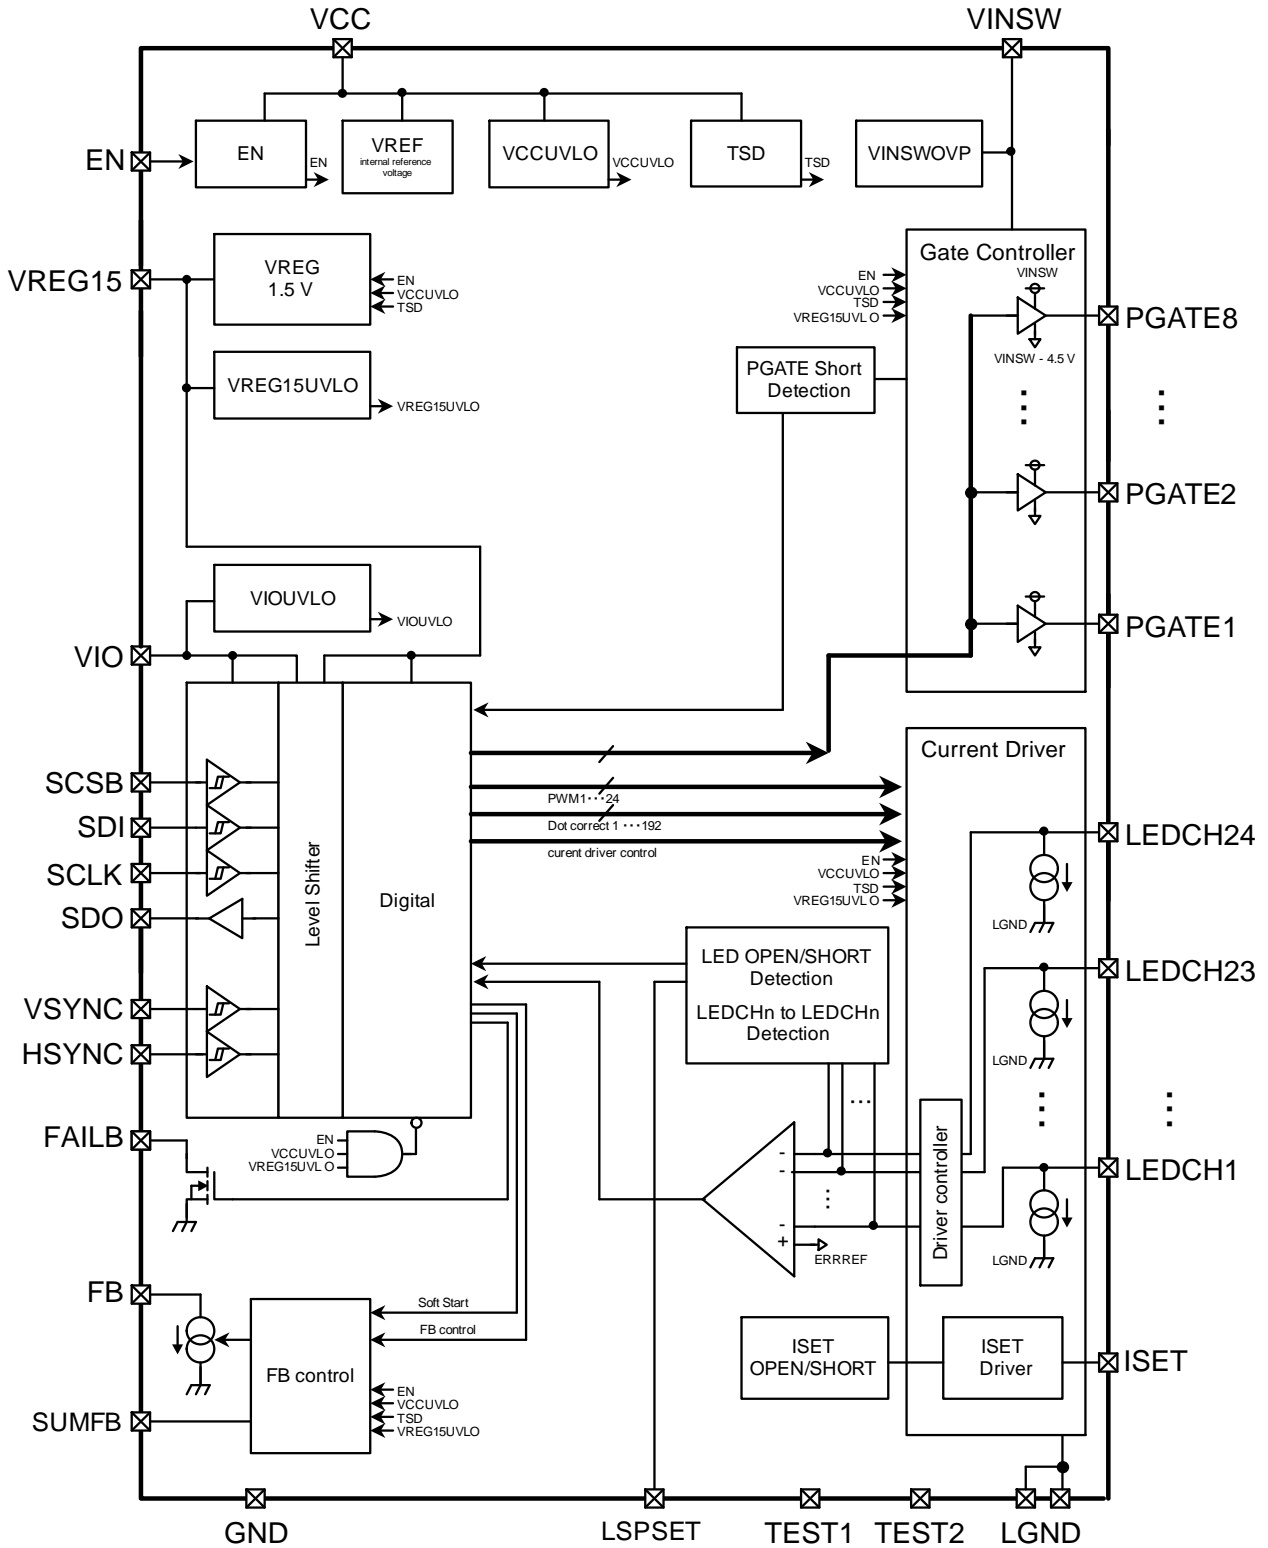 VCC
VINSW
EN
EN
EN
VREF
internal reference
voltage
VCCUVLO
VCCUVLO
TSD
TSD
VINSWOVP
VREG15
VREG
1.5 V
EN
VCCUVLO
TSD
VREG15UVLO
VREG15UVLO
Gate Controller
VINSW
EN
VCCUVLO
TSD
VREG15UVL O
VINSW - 4.5 V
PGATE8
PGATE Short
Detection
⋮
⋮
PGATE2
PGATE1
VIOUVLO
VIOUVLO
VIO
SCSB
SDI
SCLK
SDO
VSYNC
HSYNC
Level Shifter
Digital
PWM1⋯24
Dot correct 1 ⋯192
curent driver control
Current Driver
EN
VCCUVLO
TSD
VREG15UVL O
LGND
LEDCH24
LGND
LEDCH23
⋮
⋮
LGND
LEDCH1
LED OPEN/SHORT
Detection
LEDCHn to LEDCHn
Detection
⋯
Driver controller
-
-
⋮
-
+
ERRREF
FAILB
EN
VCCUVLO
VREG15UVL O
FB
Soft Start
FB control
FB control
EN
VCCUVLO
TSD
VREG15UVLO
SUMFB
ISET
OPEN/SHORT
ISET
Driver
ISET
GND
LSPSET
TEST1
TEST2
LGND